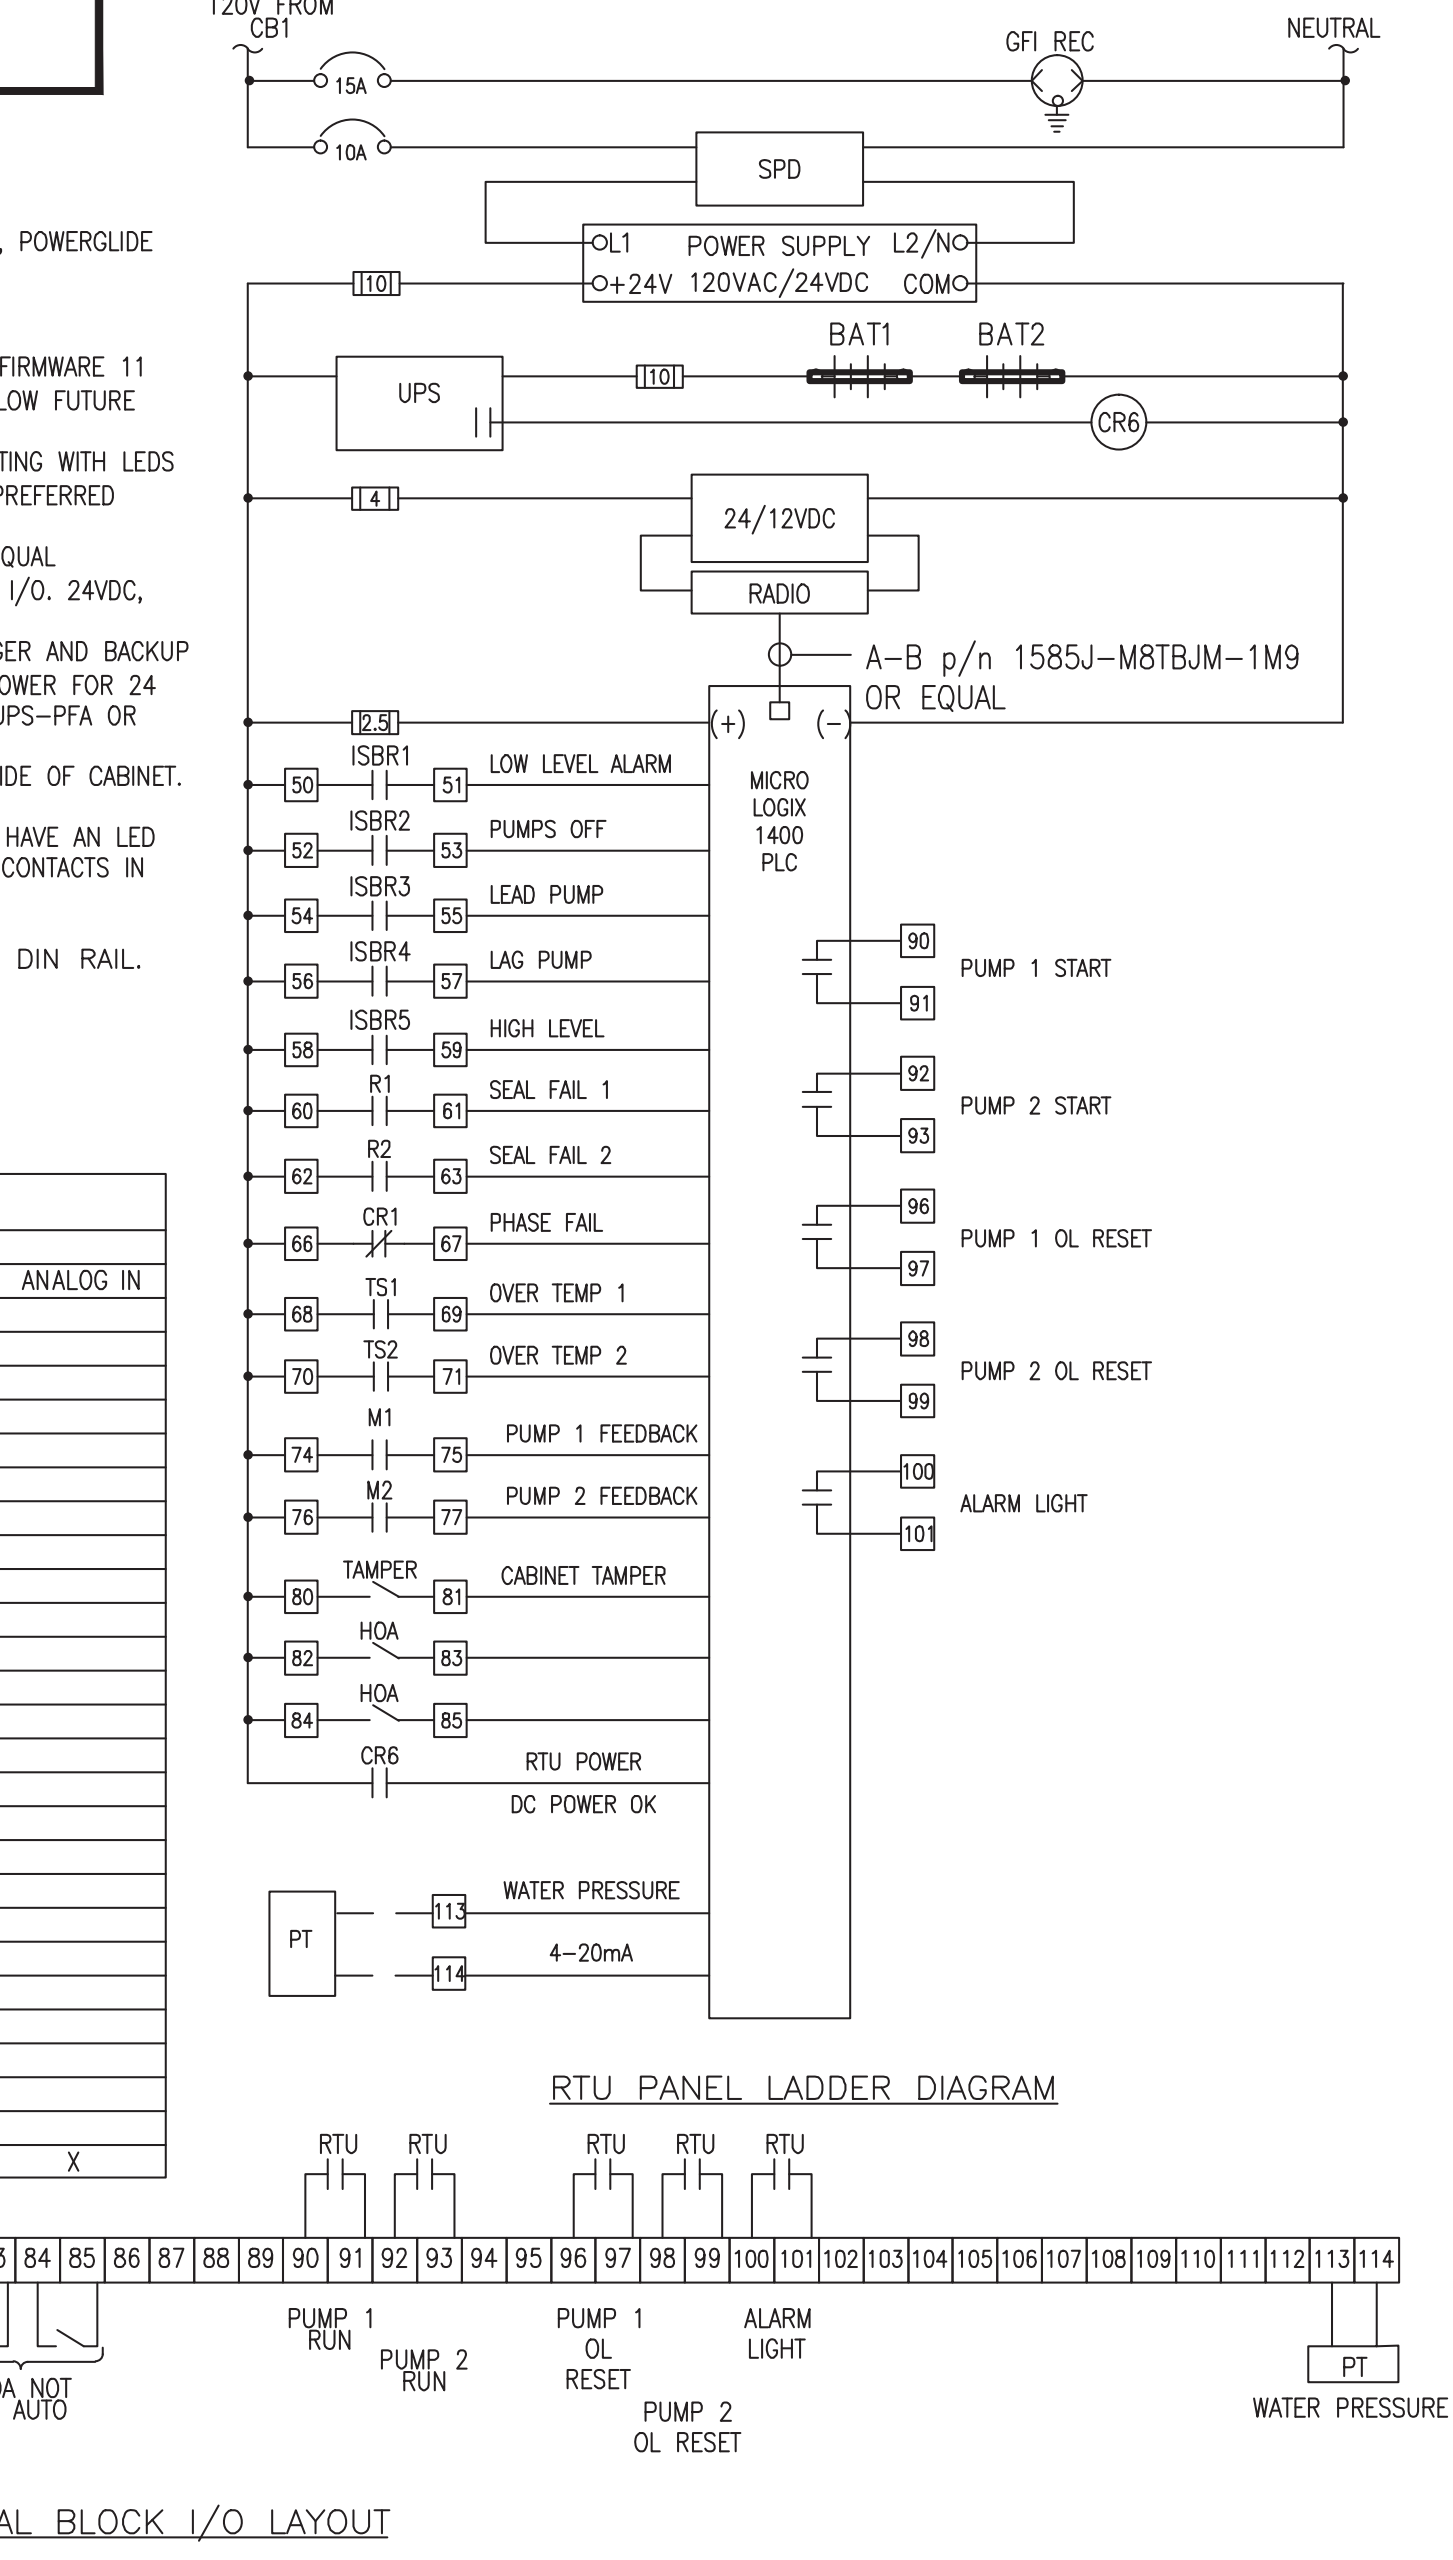 120V FROM
CB1
NEUTRAL
GFI REC
15A
10A
SPD
L1 POWER SUPPLY L2/N
+24V 120VAC/24VDC COM
10
BAT1 BAT2
UPS
10
CR6
4
24/12VDC
RADIO
A-B p/n 1585J-M8TBJM-1M9
OR EQUAL
2.5
(+) (-)
MICRO
LOGIX
1400
PLC
ISBR1
50 51 LOW LEVEL ALARM
ISBR2
52 53 PUMPS OFF
ISBR3
54 55 LEAD PUMP
ISBR4
56 57 LAG PUMP
ISBR5
58 59 HIGH LEVEL
R1
60 61 SEAL FAIL 1
R2
62 63 SEAL FAIL 2
CR1
66 67 PHASE FAIL
TS1
68 69 OVER TEMP 1
TS2
70 71 OVER TEMP 2
M1
74 75 PUMP 1 FEEDBACK
M2
76 77 PUMP 2 FEEDBACK
TAMPER
80 81 CABINET TAMPER
HOA
82 83
HOA
84 85
CR6
RTU POWER
DC POWER OK
PT
113 WATER PRESSURE
114 4-20mA
90
PUMP 1 START
91
92
PUMP 2 START
93
96
PUMP 1 OL RESET
97
98
PUMP 2 OL RESET
99
100
ALARM LIGHT
101
, POWERGLIDE
FIRMWARE 11
LOW FUTURE
TING WITH LEDS
PREFERRED
QUAL
I/O. 24VDC,
GER AND BACKUP
OWER FOR 24
UPS-PFA OR
IDE OF CABINET.
HAVE AN LED
CONTACTS IN
DIN RAIL.
ANALOG IN
X
RTU PANEL LADDER DIAGRAM
RTU RTU RTU RTU RTU
3 84 85 86 87 88 89 90 91 92 93 94 95 96 97 98 99 100 101 102 103 104 105 106 107 108 109 110 111 112 113 114
OA NOT
AUTO
PUMP 1
RUN
PUMP 2
RUN
PUMP 1
OL
RESET
PUMP 2
OL RESET
ALARM
LIGHT
PT
WATER PRESSURE
AL BLOCK I/O LAYOUT